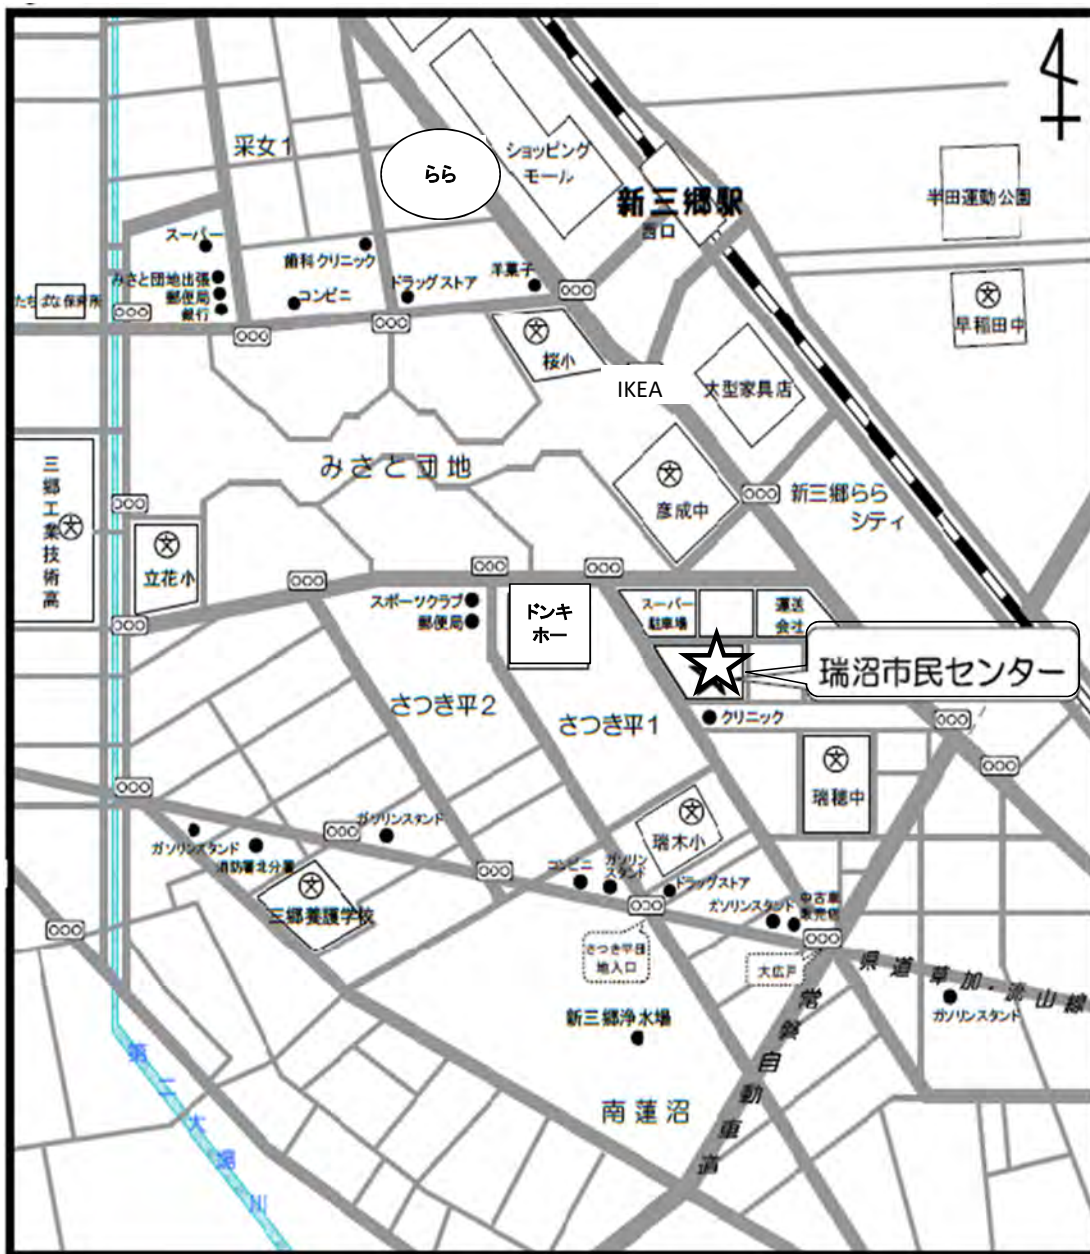 采女1
らら
ショッピング
モール
新三郷駅
西口
半田運動公園
スーパー
歯科クリニック
洋菓子
みさと団地出張
郵便局
銀行
コンビニ
ドラッグストア
たちばな保育所
早稲田中
桜小
IKEA
大型家具店
みさと団地
三郷工業技術高
彦成中
新三郷らら
シティ
立花小
スポーツクラブ
郵便局
ドンキ
ホー
スーパー
駐車場
運送
会社
瑞沼市民センター
さつき平2
さつき平1
クリニック
瑞穂中
ガソリンスタンド
ガソリンスタンド
消防署北分署
瑞木小
コンビニ
ガソリン
スタンド
ドラッグストア
三郷養護学校
ガソリンスタンド
中古車
販売店
さつき平団
地入口
大広戸
県道草加・流山線
ガソリンスタンド
新三郷浄水場
常磐自動車道
南蓮沼
第二大場川